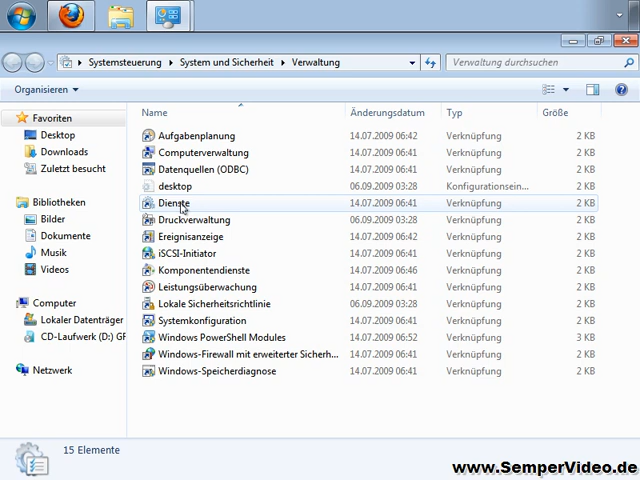 Systemsteuerung System und Sicherheit Verwaltung Verwaltung durchsuchen
Organisieren
Favoriten
Desktop
Downloads
Zuletzt besucht
Bibliotheken
Bilder
Dokumente
Musik
Videos
Computer
Lokaler Datenträger
CD-Laufwerk (D:) GF
Netzwerk
Name Änderungsdatum Typ Größe
Aufgabenplanung 14.07.2009 06:42 Verknüpfung 2 KB
Computerverwaltung 14.07.2009 06:41 Verknüpfung 2 KB
Datenquellen (ODBC) 14.07.2009 06:41 Verknüpfung 2 KB
desktop 06.09.2009 03:28 Konfigurationsein... 2 KB
Dienste 14.07.2009 06:41 Verknüpfung 2 KB
Druckverwaltung 06.09.2009 03:28 Verknüpfung 2 KB
Ereignisanzeige 14.07.2009 06:42 Verknüpfung 2 KB
iSCSI-Initiator 14.07.2009 06:41 Verknüpfung 2 KB
Komponentendienste 14.07.2009 06:46 Verknüpfung 2 KB
Leistungsüberwachung 14.07.2009 06:41 Verknüpfung 2 KB
Lokale Sicherheitsrichtlinie 06.09.2009 03:28 Verknüpfung 2 KB
Systemkonfiguration 14.07.2009 06:41 Verknüpfung 2 KB
Windows PowerShell Modules 14.07.2009 06:52 Verknüpfung 3 KB
Windows-Firewall mit erweiterter Sicherh... 14.07.2009 06:41 Verknüpfung 2 KB
Windows-Speicherdiagnose 14.07.2009 06:41 Verknüpfung 2 KB
15 Elemente
www.SemperVideo.de